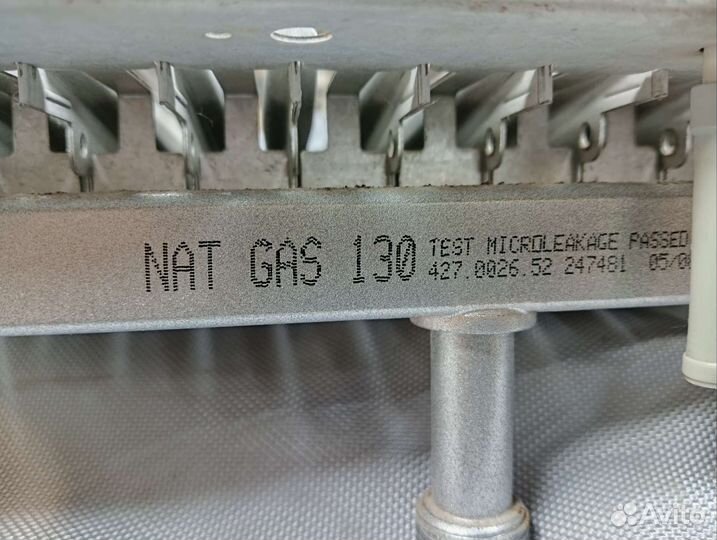 NAT GAS 130
TEST MICROLEAKAGE PASSED
427.0026.52 247481
Avito